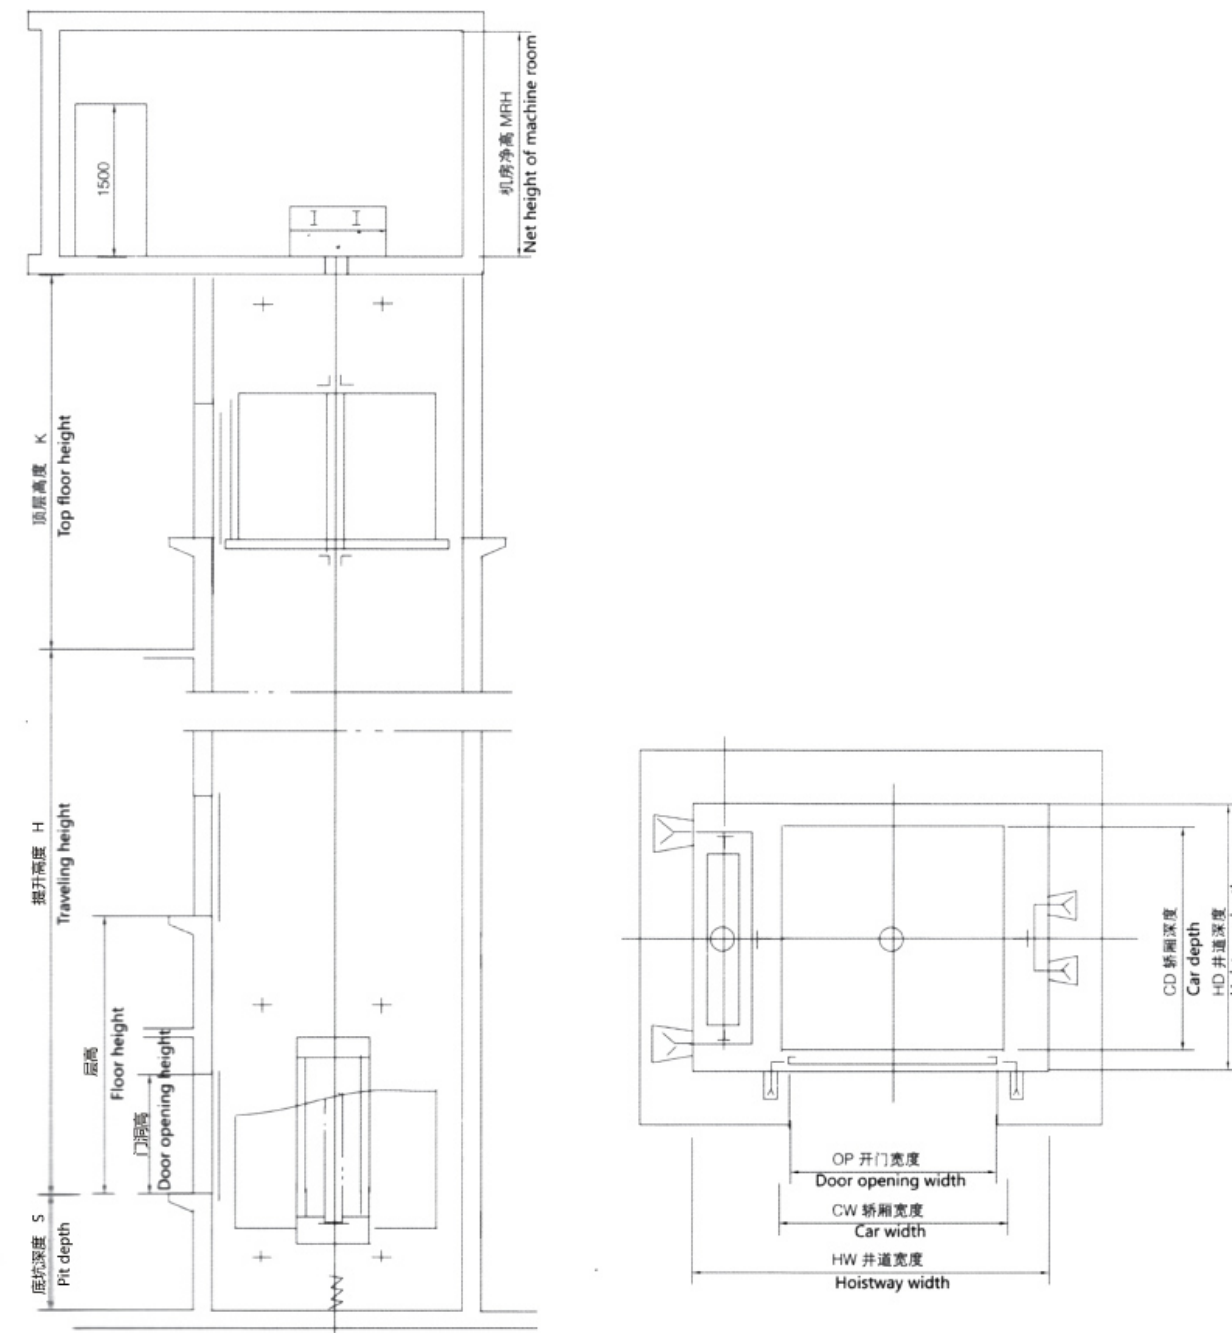 1500
机房净高 MRH
Net height of machine room
顶层高度 K
Top floor height
提升高度 H
Traveling height
层高
Floor height
门洞高
Door opening height
底坑深度 S
Pit depth
CD 轿厢深度
Car depth
HD 井道深度
OP 开门宽度
Door opening width
CW 轿厢宽度
Car width
HW 井道宽度
Hoistway width